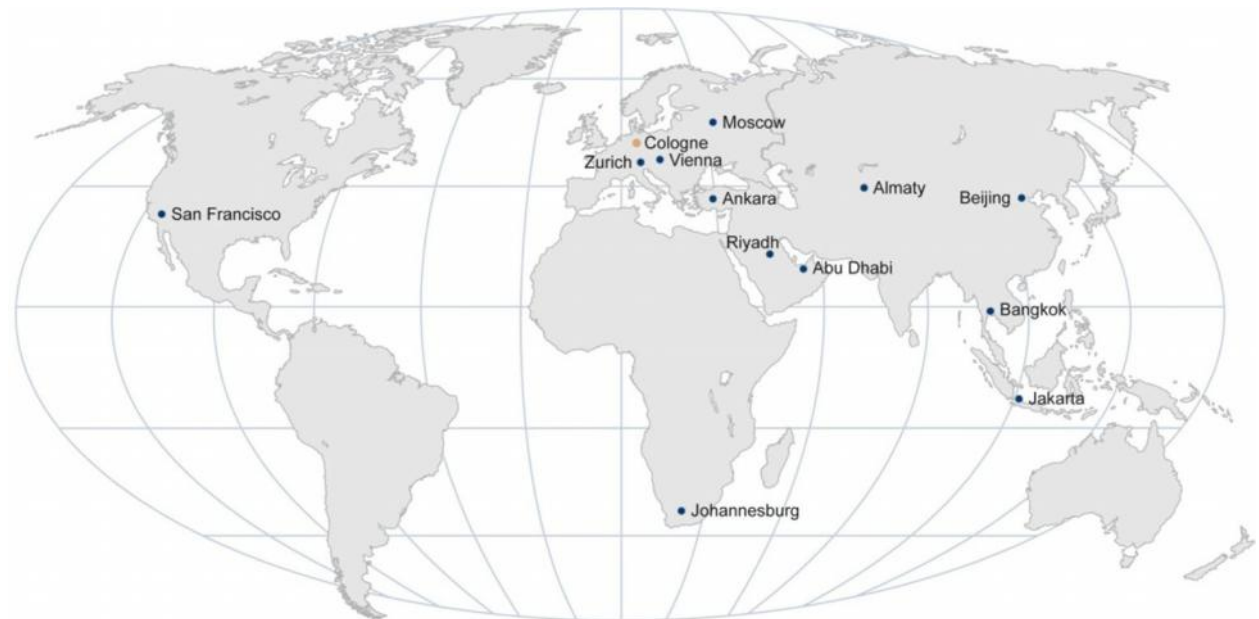 Moscow
Cologne
Zurich
Vienna
Almaty
Beijing
Ankara
San Francisco
Riyadh
Abu Dhabi
Bangkok
Jakarta
Johannesburg